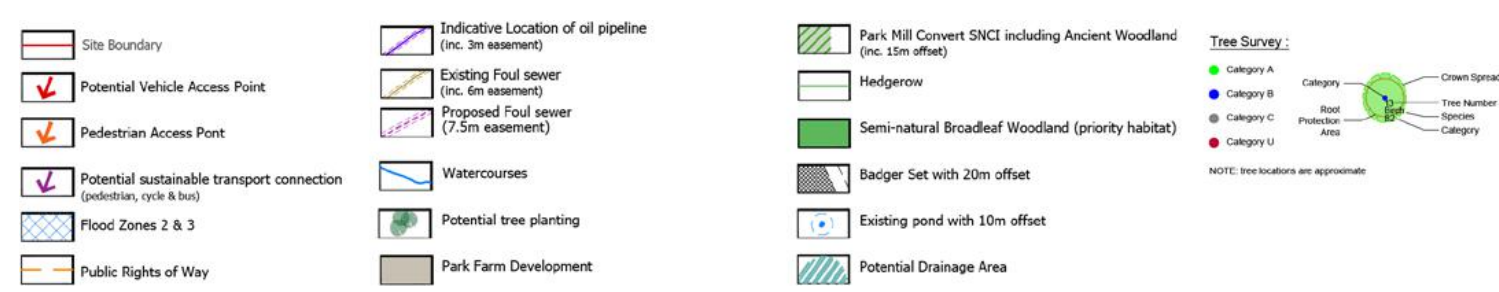 Site Boundary
Potential Vehicle Access Point
Pedestrian Access Pont
Potential sustainable transport connection
(pedestrian, cycle & bus)
Flood Zones 2 & 3
Public Rights of Way
Indicative Location of oil pipeline
(inc. 3m easement)
Existing Foul sewer
(inc. 6m easement)
Proposed Foul sewer
(7.5m easement)
Watercourses
Potential tree planting
Park Farm Development
Park Mill Convert SNCI including Ancient Woodland
(inc. 15m offset)
Hedgerow
Semi-natural Broadleaf Woodland (priority habitat)
Badger Set with 20m offset
Existing pond with 10m offset
Potential Drainage Area
Tree Survey :
Category A
Category B
Category C
Category U
NOTE: tree locations are approximate
Category
Root
Protection
Area
Birch
B2
Crown Spread
Tree Number
Species
Category